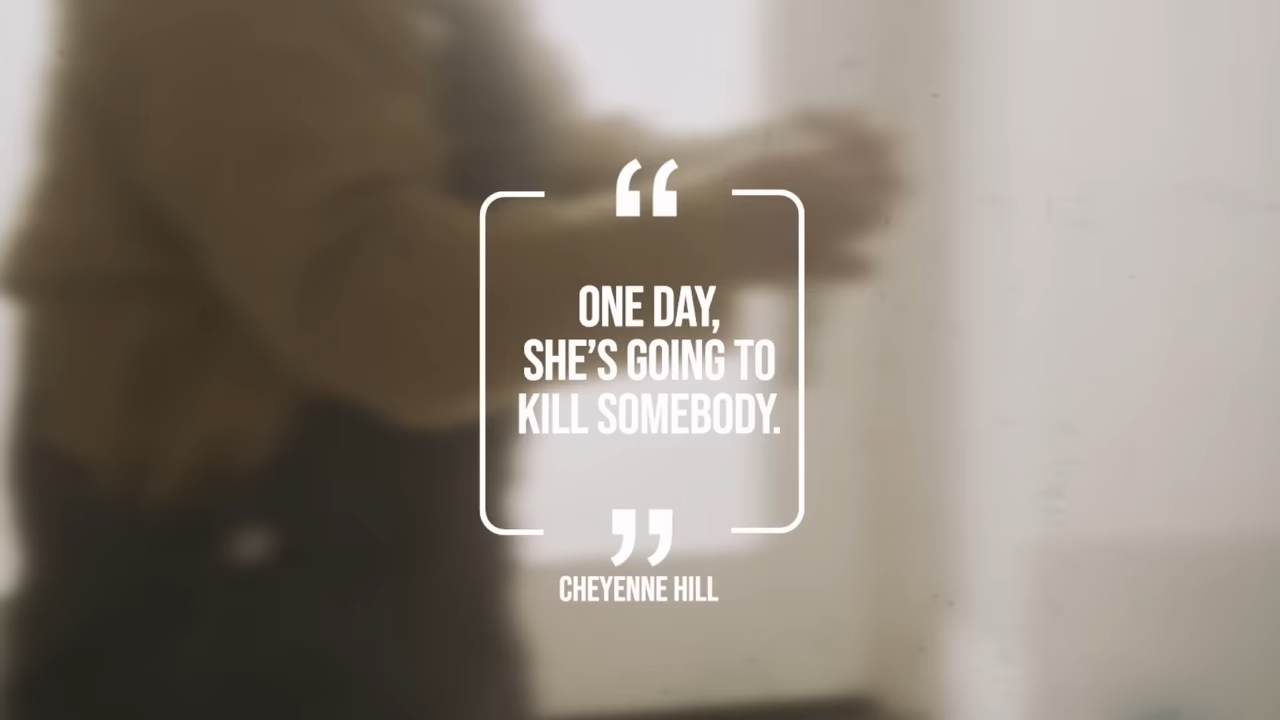 “
ONE DAY,
SHE’S GOING TO
KILL SOMEBODY.
”
CHEYENNE HILL